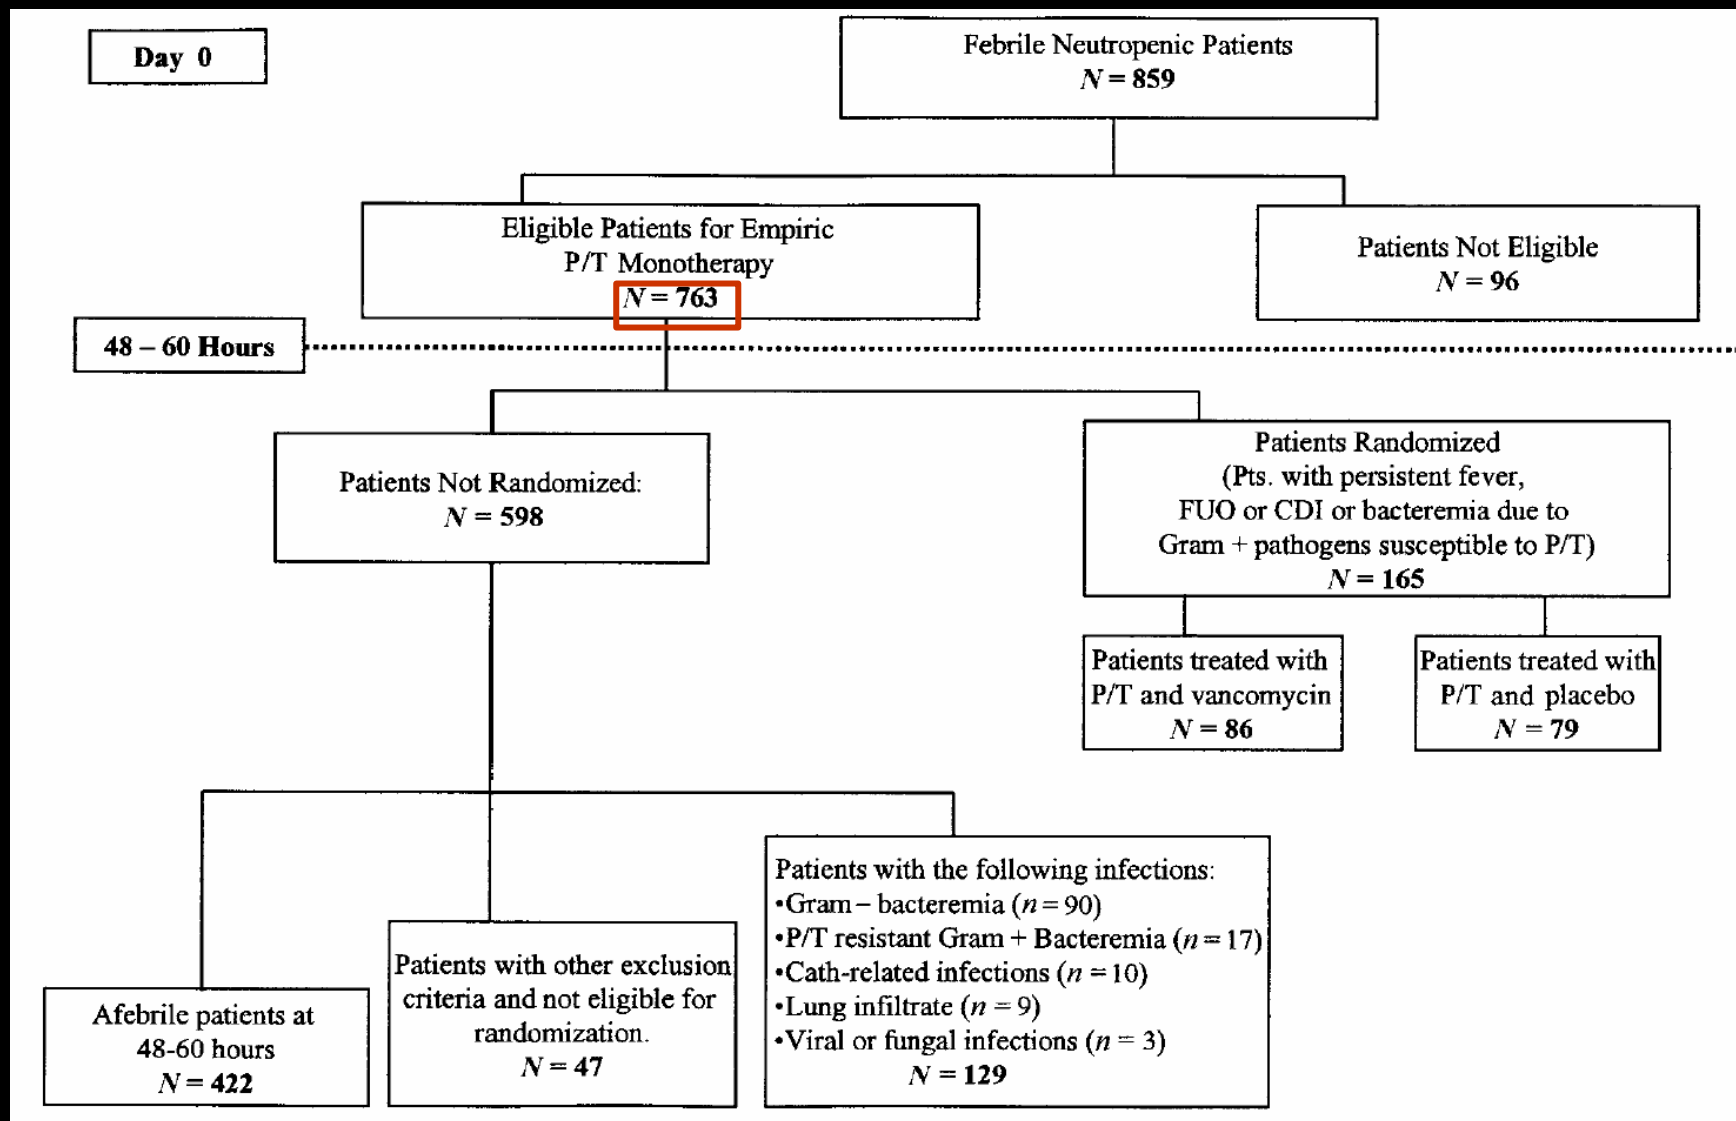 Day 0
Febrile Neutropenic Patients
N = 859
Eligible Patients for Empiric
P/T Monotherapy
N = 763
Patients Not Eligible
N = 96
48 – 60 Hours
Patients Not Randomized:
N = 598
Patients Randomized
(Pts. with persistent fever,
FUO or CDI or bacteremia due to
Gram + pathogens susceptible to P/T)
N = 165
Patients treated with
P/T and vancomycin
N = 86
Patients treated with
P/T and placebo
N = 79
Afebrile patients at
48-60 hours
N = 422
Patients with other exclusion
criteria and not eligible for
randomization.
N = 47
Patients with the following infections:
•Gram – bacteremia (n = 90)
•P/T resistant Gram + Bacteremia (n = 17)
•Cath-related infections (n = 10)
•Lung infiltrate (n = 9)
•Viral or fungal infections (n = 3)
N = 129